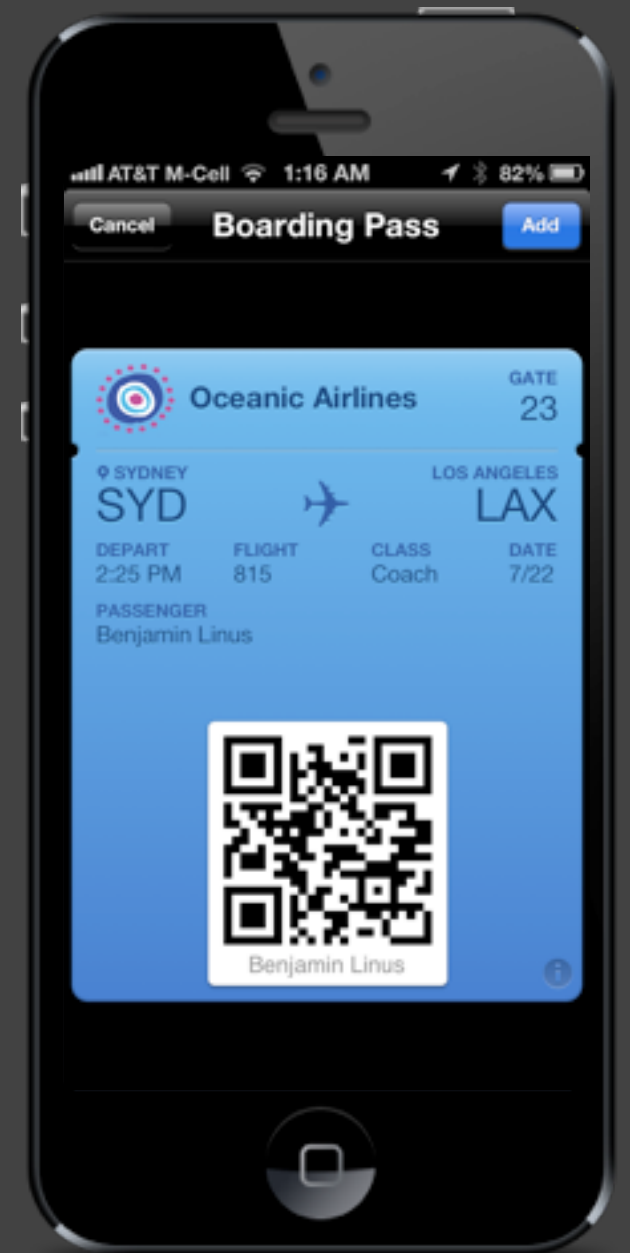 AT&T M-Cell 1:16 AM 82%
Cancel Boarding Pass Add
Oceanic Airlines
GATE
23
SYDNEY LOS ANGELES
SYD LAX
DEPART FLIGHT CLASS DATE
2:25 PM 815 Coach 7/22
PASSENGER
Benjamin Linus
Benjamin Linus